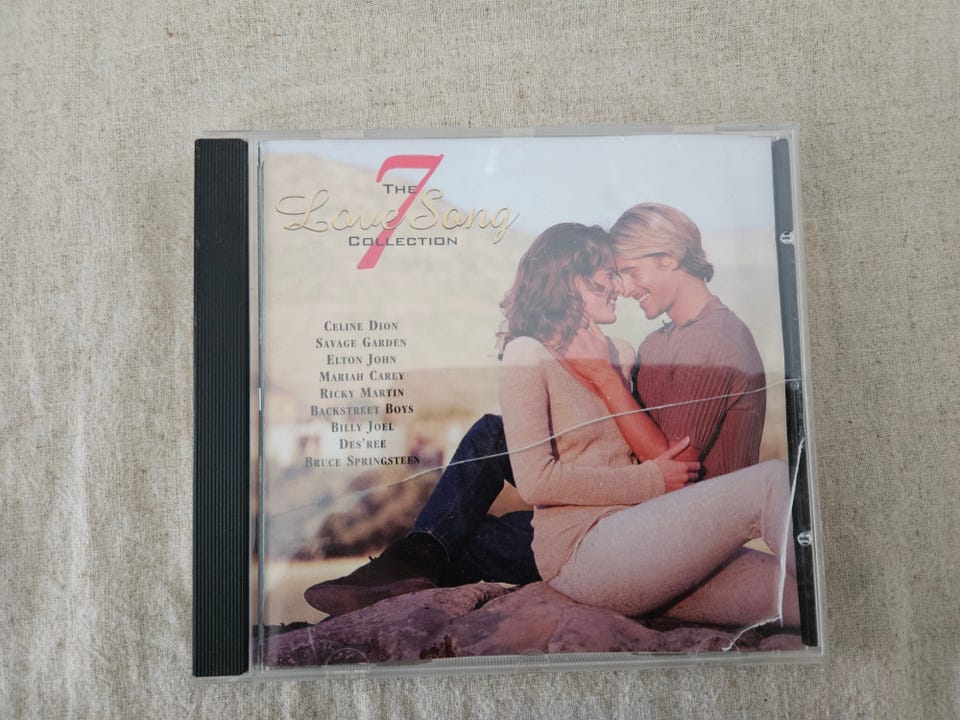 7
THE
Love Song
COLLECTION
CELINE DION
SAVAGE GARDEN
ELTON JOHN
MARIAH CAREY
RICKY MARTIN
BACKSTREET BOYS
BILLY JOEL
DES'REE
BRUCE SPRINGSTEEN